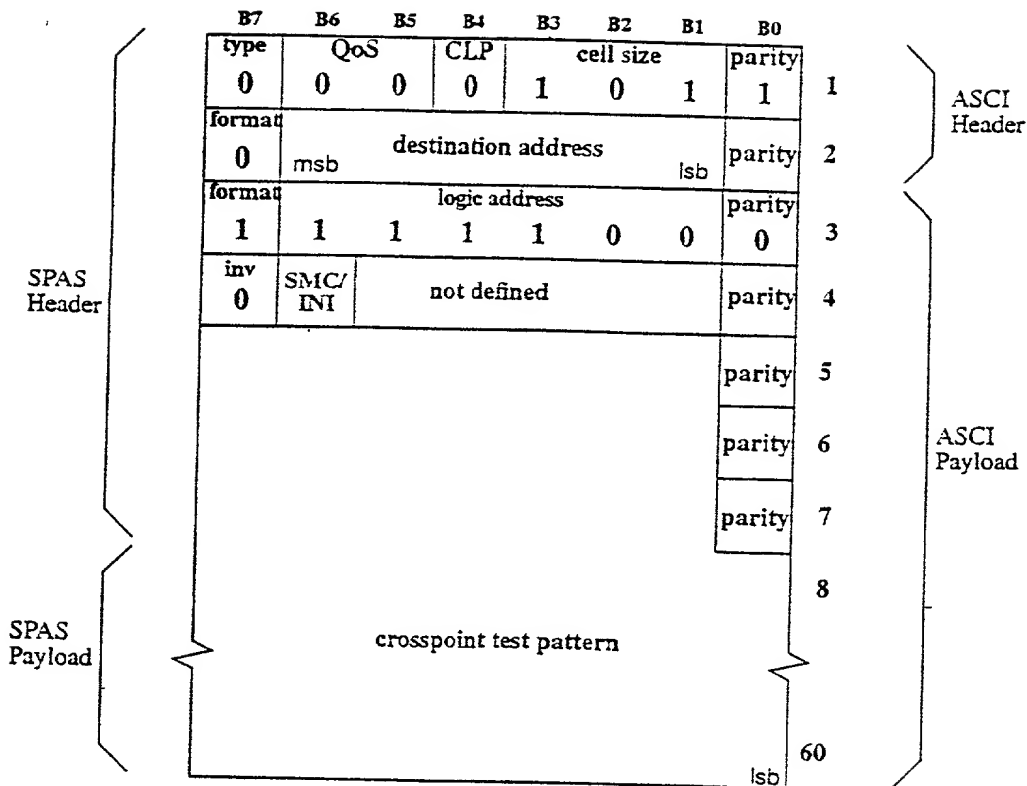 B7 B6 B5 B4 B3 B2 B1 B0
type QoS CLP cell size parity
0 0 0 0 1 0 1 1 1
ASCI
Header
format destination address
0 msb lsb parity 2
format logic address parity
1 1 1 1 1 0 0 0 3
SPAS
Header
inv SMC/ not defined
0 INI parity 4
parity 5
parity 6
ASCI
Payload
parity 7
8
SPAS
Payload
crosspoint test pattern
60
lsb